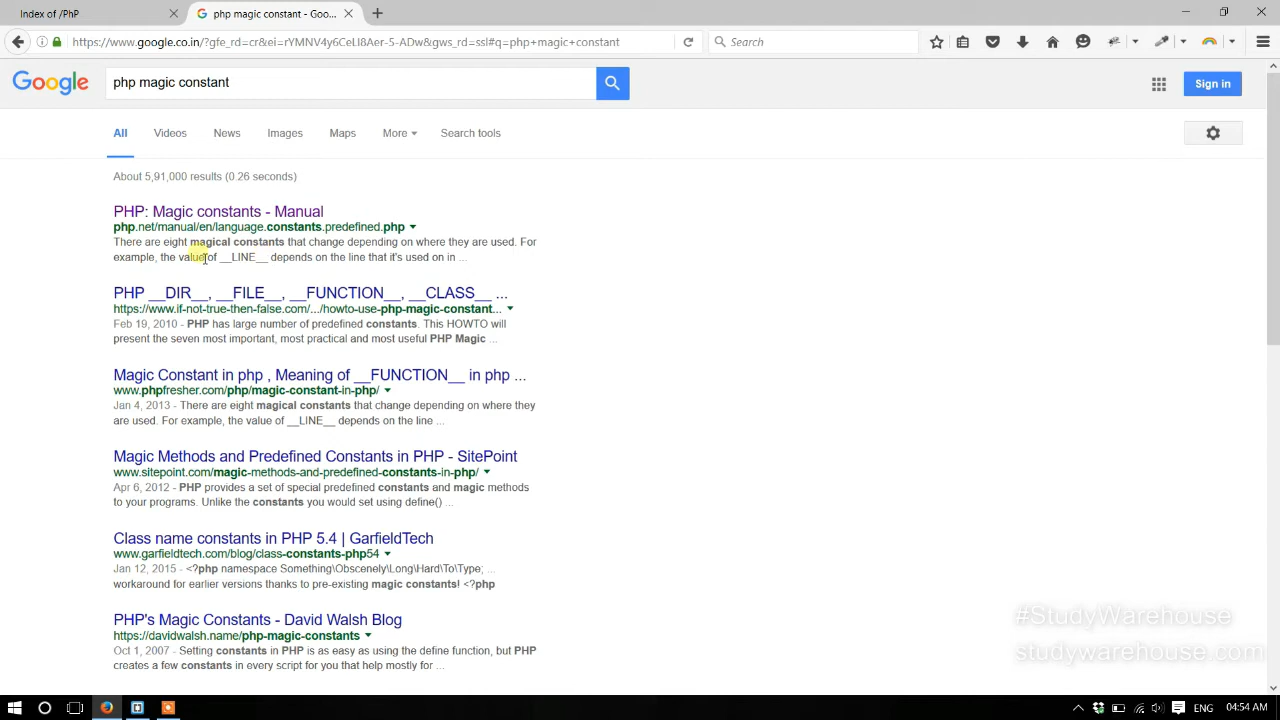 Index of /PHP
php magic constant - Goo...
https://www.google.co.in/?gfe_rd=cr&ei=rYMNV4y6CeLI8Aer-5-ADw&gws_rd=ssl#q=php+magic+constant
Search
Google
php magic constant
Sign in
All Videos News Images Maps More Search tools
About 5,91,000 results (0.26 seconds)
PHP: Magic constants - Manual
php.net/manual/en/language.constants.predefined.php
There are eight magical constants that change depending on where they are used. For
example, the value of __LINE__ depends on the line that it's used on in ...
PHP __DIR__, __FILE__, __FUNCTION__, __CLASS__ ...
https://www.if-not-true-then-false.com/.../howto-use-php-magic-constant...
Feb 19, 2010 - PHP has large number of predefined constants. This HOWTO will
present the seven most important, most practical and most useful PHP Magic ...
Magic Constant in php , Meaning of __FUNCTION__ in php ...
www.phpfresher.com/php/magic-constant-in-php/
Jan 4, 2013 - There are eight magical constants that change depending on where they
are used. For example, the value of __LINE__ depends on the line ...
Magic Methods and Predefined Constants in PHP - SitePoint
www.sitepoint.com/magic-methods-and-predefined-constants-in-php/
Apr 6, 2012 - PHP provides a set of special predefined constants and magic methods
to your programs. Unlike the constants you would set using define() ...
Class name constants in PHP 5.4 | GarfieldTech
www.garfieldtech.com/blog/class-constants-php54
Jan 12, 2015 - <?php namespace Something\Obscenely\Long\Hard\To\Type; ...
workaround for earlier versions thanks to pre-existing magic constants! <?php
PHP's Magic Constants - David Walsh Blog
https://davidwalsh.name/php-magic-constants
Oct 1, 2007 - Setting constants in PHP is as easy as using the define function, but PHP
creates a few constants in every script for you that help mostly for ...
#StudyWarehouse
studywarehouse.com
ENG
04:54 AM